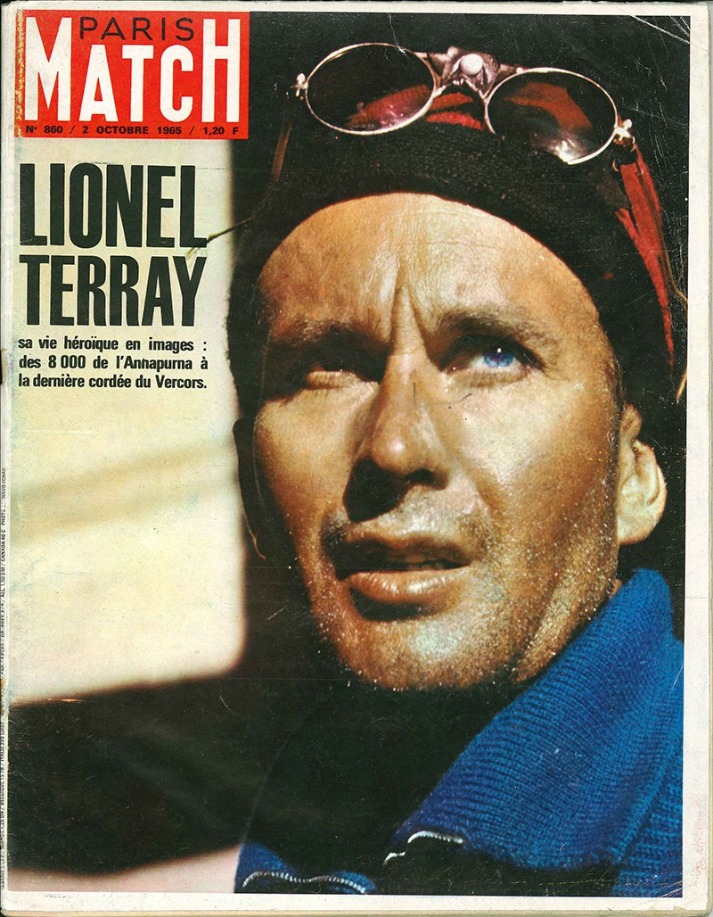 PARIS
MATCH
N° 860 / 2 OCTOBRE 1965 / 1,20 F
LIONEL
TERRAY
sa vie héroïque en images :
des 8 000 de l'Annapurna à
la dernière cordée du Vercors.